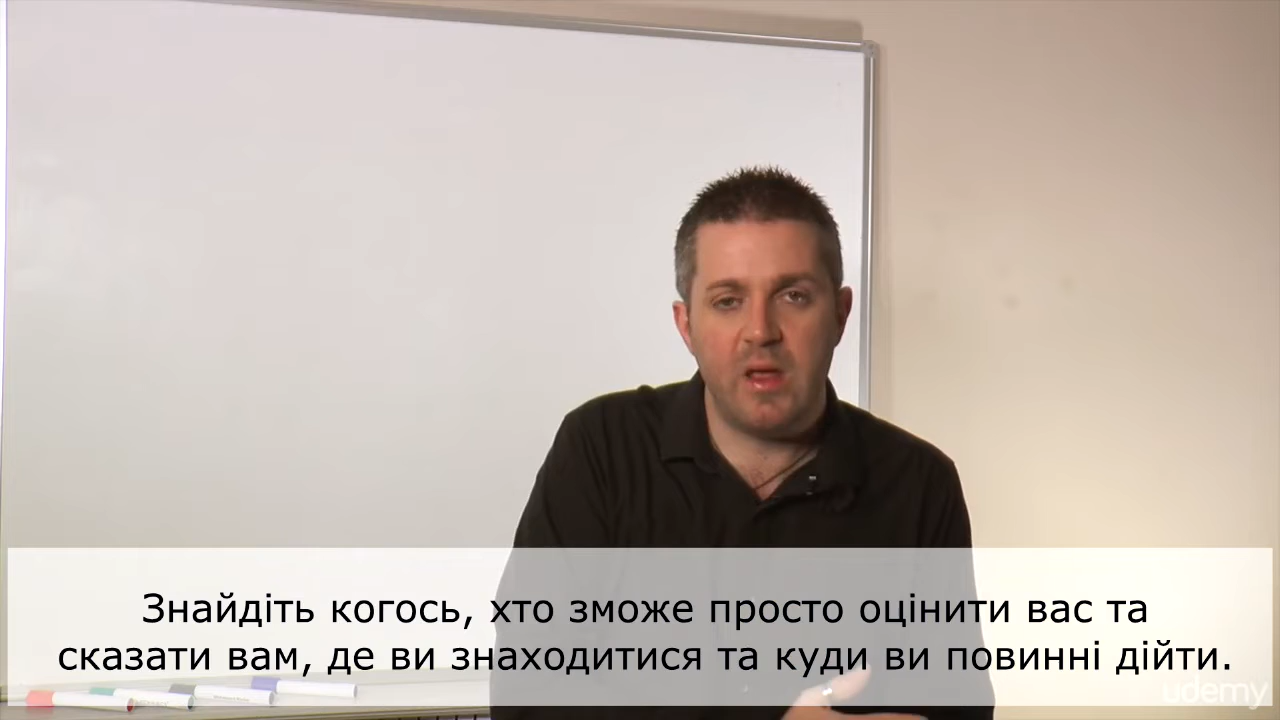 Знайдіть когось, хто зможе просто оцінити вас та
сказати вам, де ви знаходитися та куди ви повинні дійти.
udemy